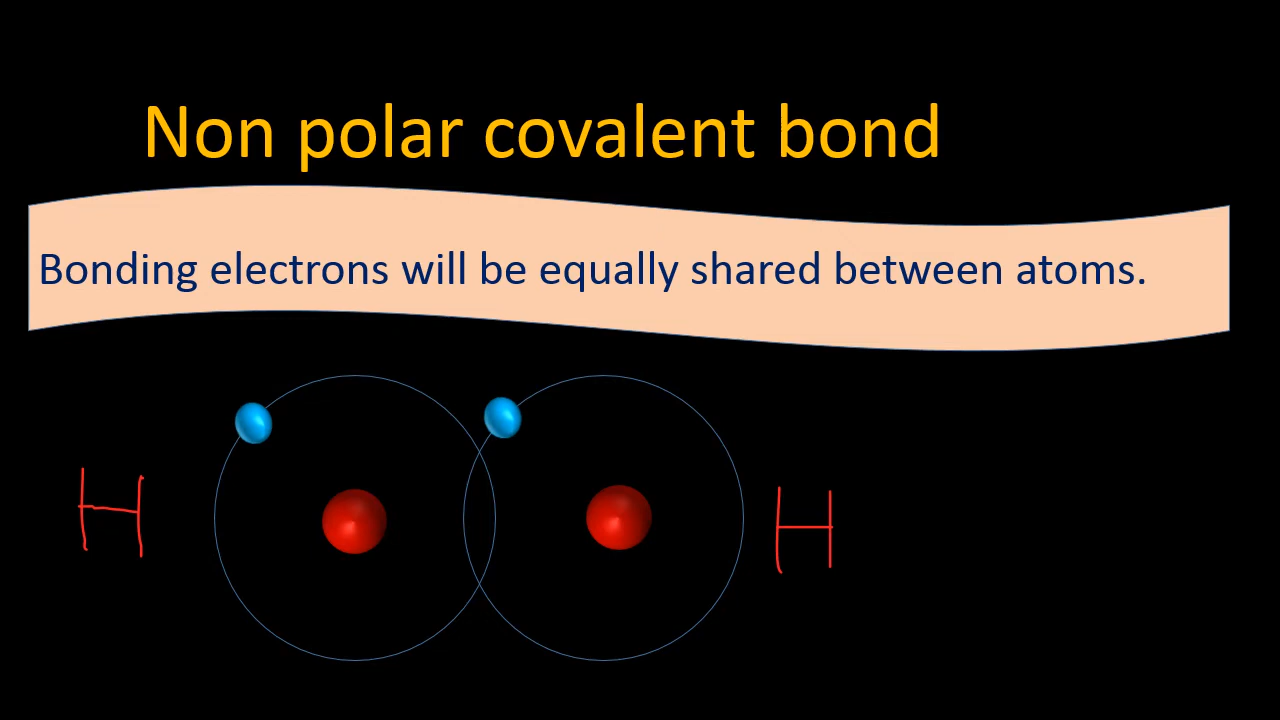 Non polar covalent bond
Bonding electrons will be equally shared between atoms.
H
H